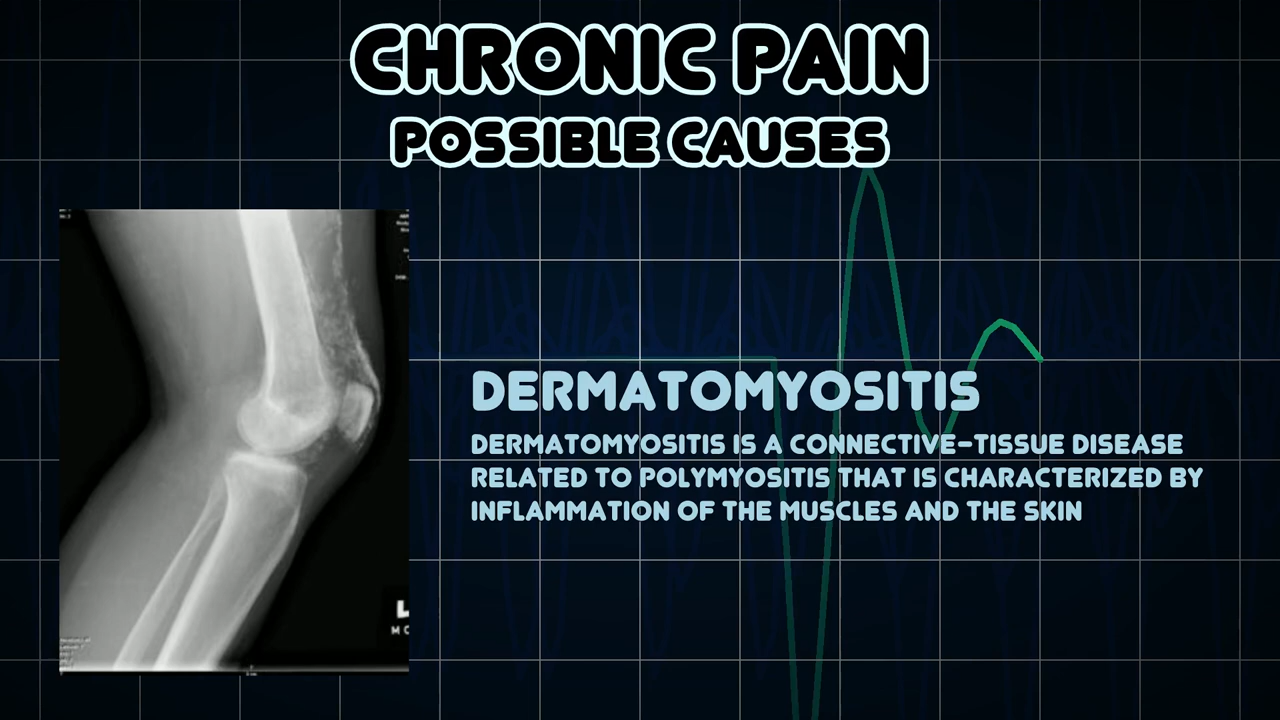 CHRONIC PAIN
POSSIBLE CAUSES
DERMATOMYOSITIS
DERMATOMYOSITIS IS A CONNECTIVE-TISSUE DISEASE
RELATED TO POLYMYOSITIS THAT IS CHARACTERIZED BY
INFLAMMATION OF THE MUSCLES AND THE SKIN
L